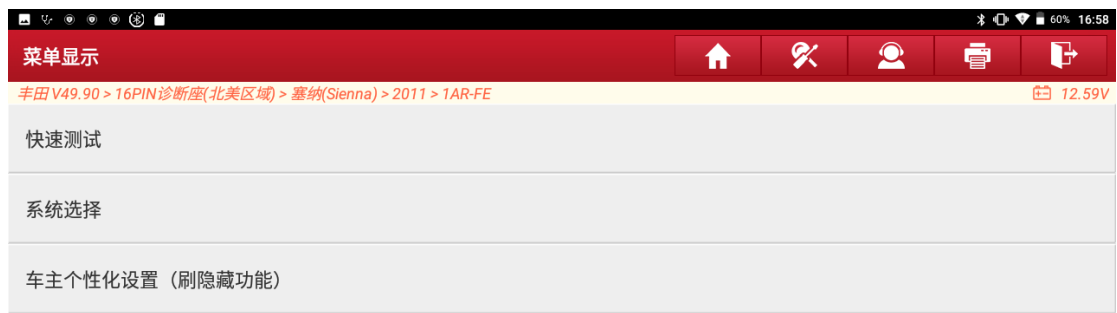 60% 16:58
菜单显示
丰田 V49.90 > 16PIN诊断座(北美区域) > 塞纳(Sienna) > 2011 > 1AR-FE 12.59V
快速测试
系统选择
车主个性化设置（刷隐藏功能）